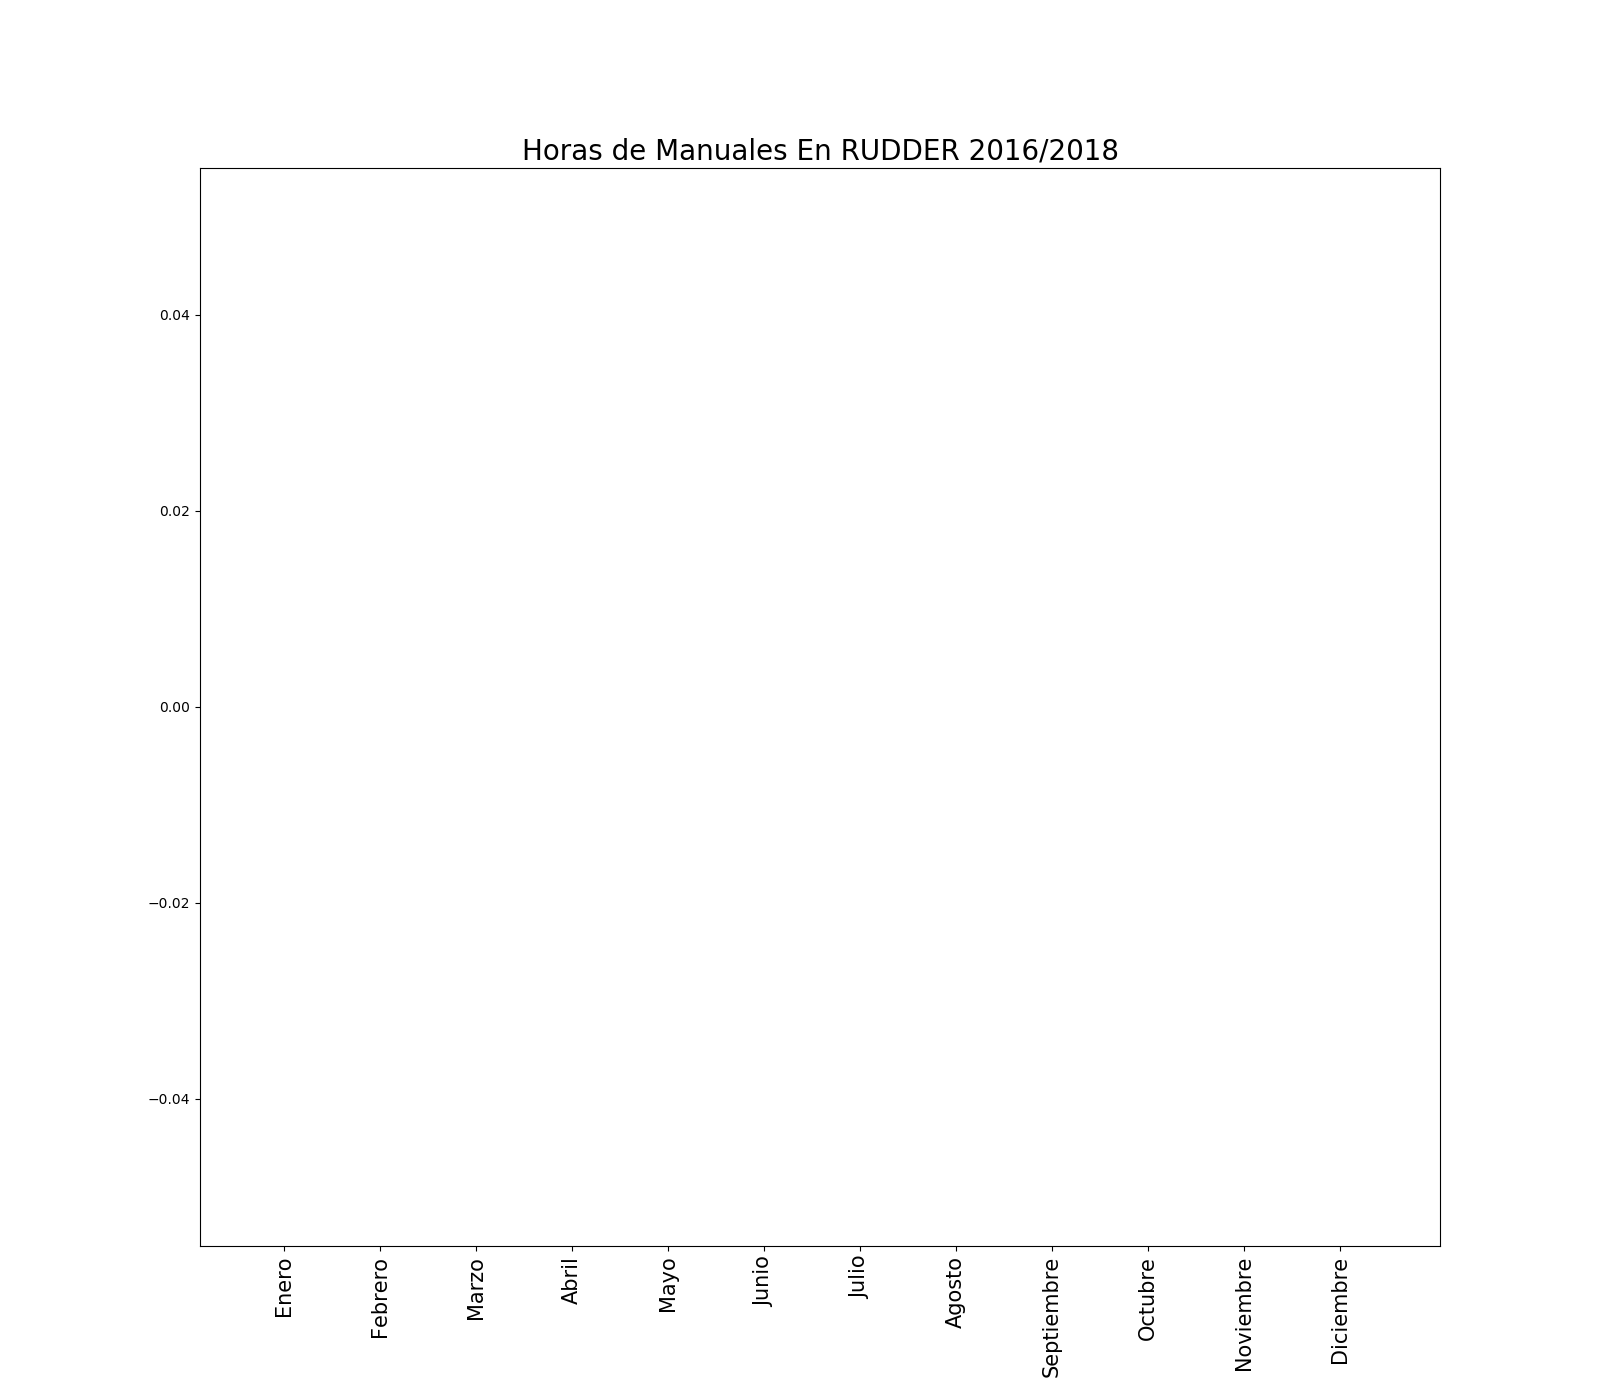 Horas de Manuales En RUDDER 2016/2018
0.04
0.02
0.00
−0.02
−0.04
Enero
Febrero
Marzo
Abril
Mayo
Junio
Julio
Agosto
Septiembre
Octubre
Noviembre
Diciembre